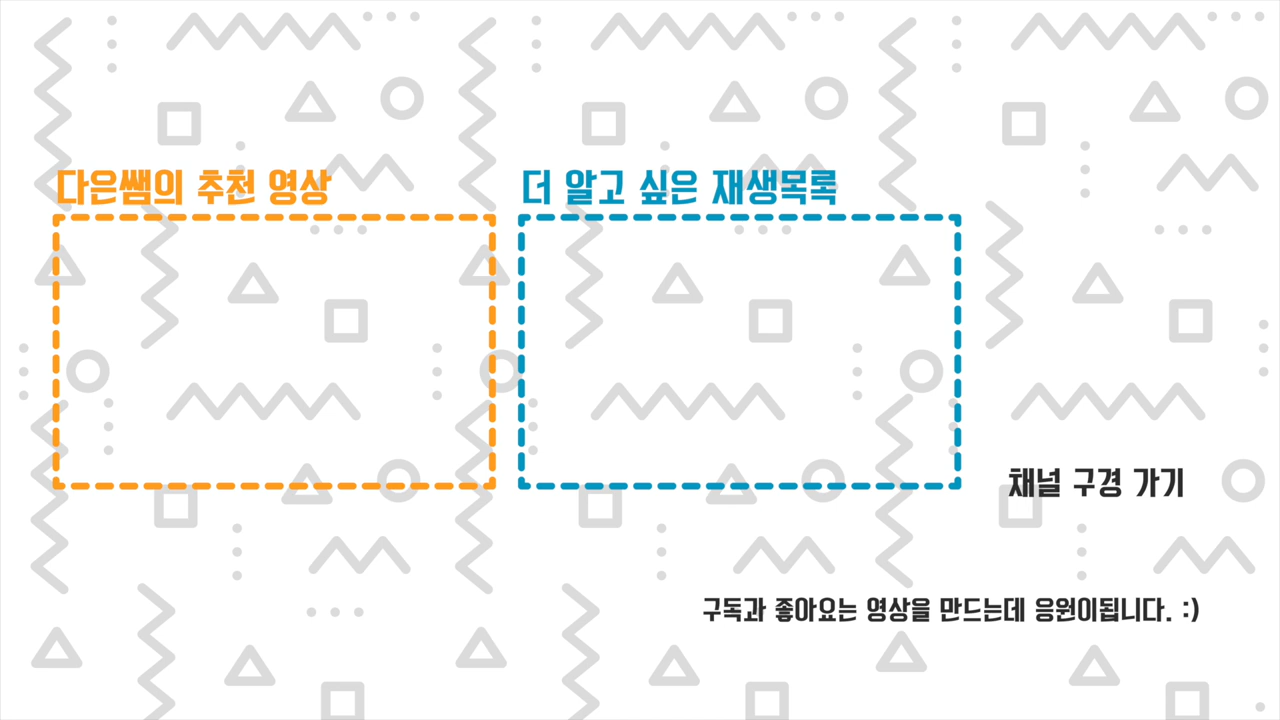 다은쌤의 추천 영상
더 알고 싶은 재생목록
채널 구경 가기
구독과 좋아요는 영상을 만드는데 응원이됩니다. :)